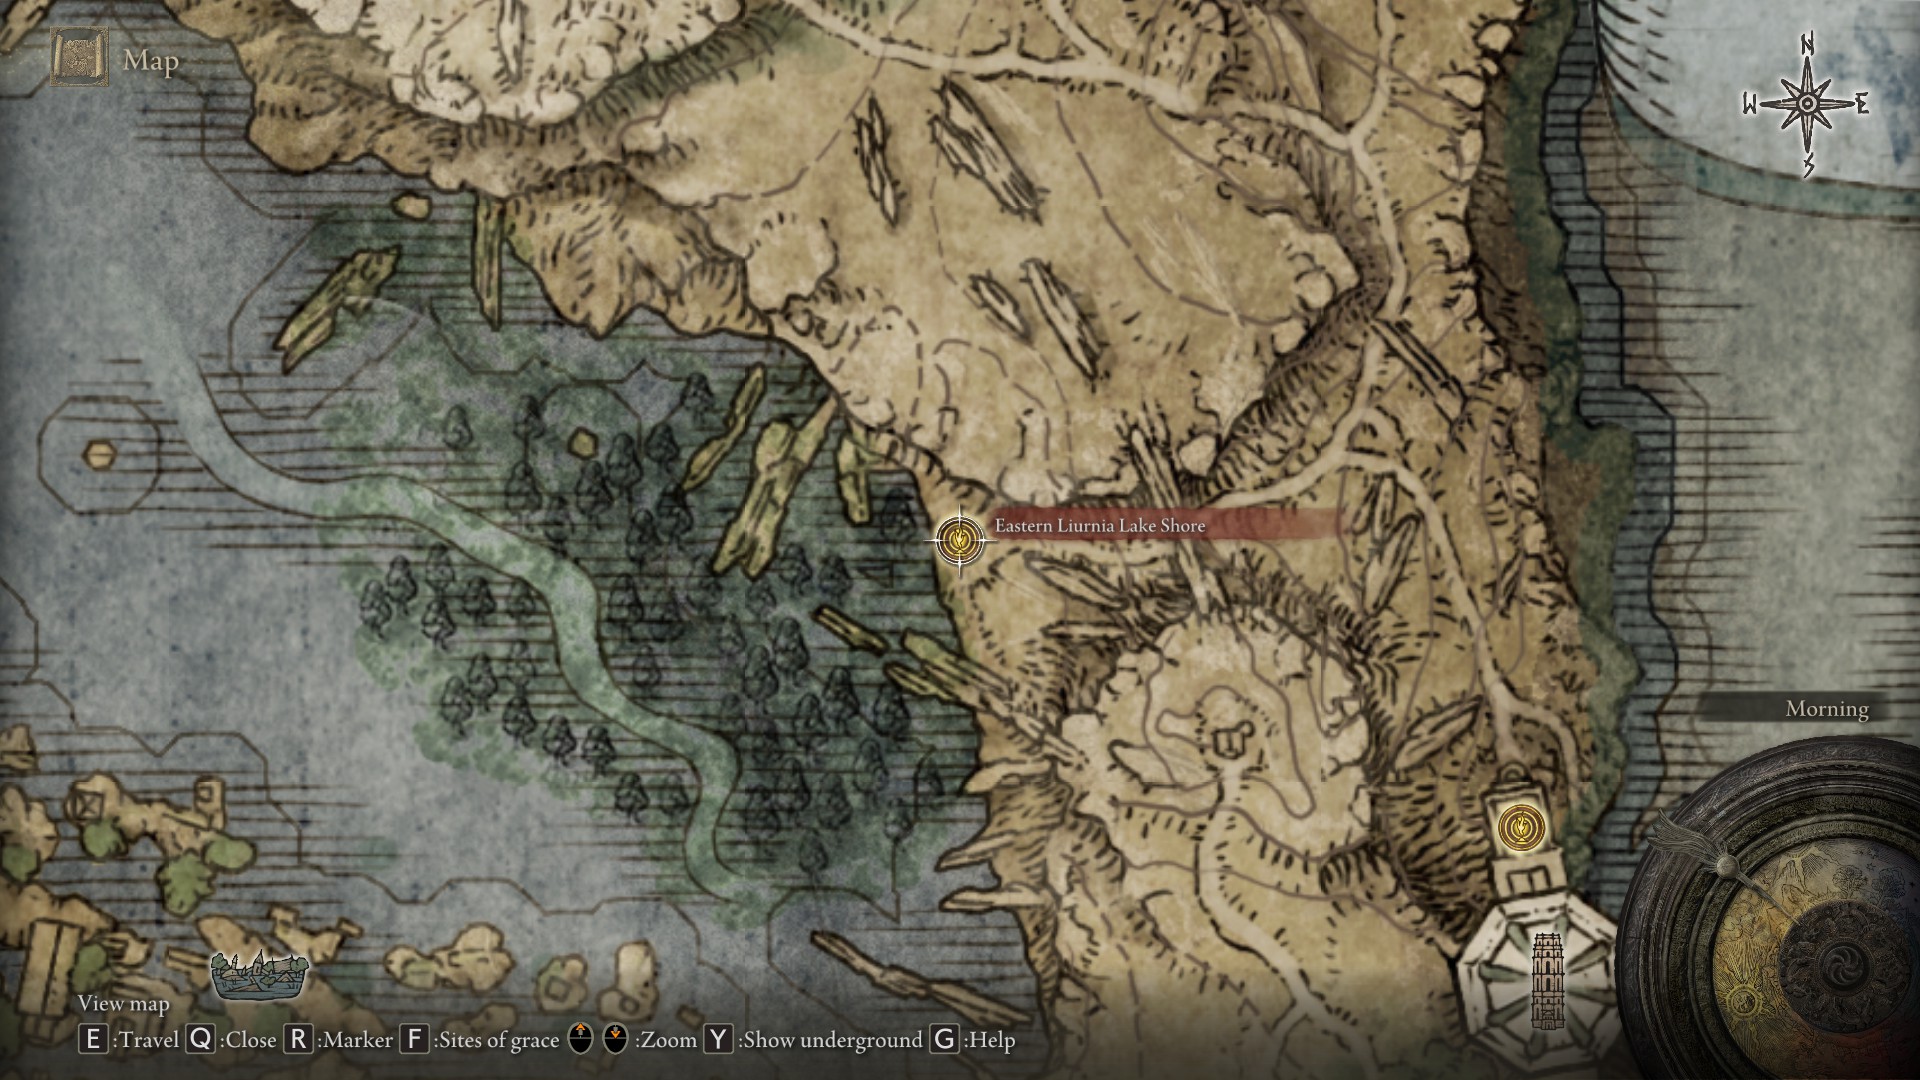 Map
N
W E
S
Eastern Liurnia Lake Shore
Morning
View map
E :Travel Q :Close R :Marker F :Sites of grace :Zoom Y :Show underground G :Help